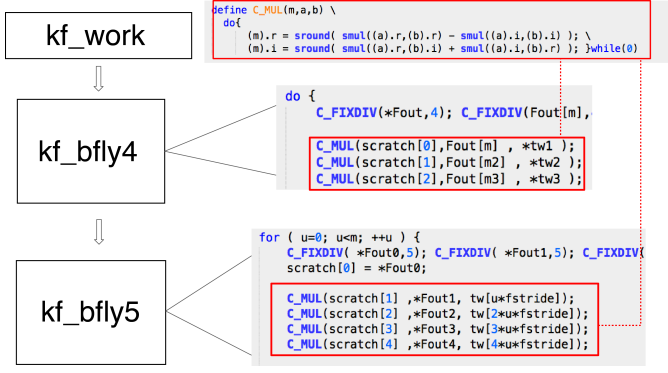 kf_work
define C_MUL(m,a,b) \
do{
(m).r = sround( smul((a).r,(b).r) - smul((a).i,(b).i) ); \
(m).i = sround( smul((a).r,(b).i) + smul((a).i,(b).r) ); }while(0)
kf_bfly4
do {
C_FIXDIV(*Fout,4); C_FIXDIV(Fout[m],
C_MUL(scratch[0],Fout[m] , *tw1 );
C_MUL(scratch[1],Fout[m2] , *tw2 );
C_MUL(scratch[2],Fout[m3] , *tw3 );
kf_bfly5
for ( u=0; u<m; ++u ) {
C_FIXDIV( *Fout0,5); C_FIXDIV( *Fout1,5); C_FIXDIV(
scratch[0] = *Fout0;
C_MUL(scratch[1] ,*Fout1, tw[u*fstride]);
C_MUL(scratch[2] ,*Fout2, tw[2*u*fstride]);
C_MUL(scratch[3] ,*Fout3, tw[3*u*fstride]);
C_MUL(scratch[4] ,*Fout4, tw[4*u*fstride]);